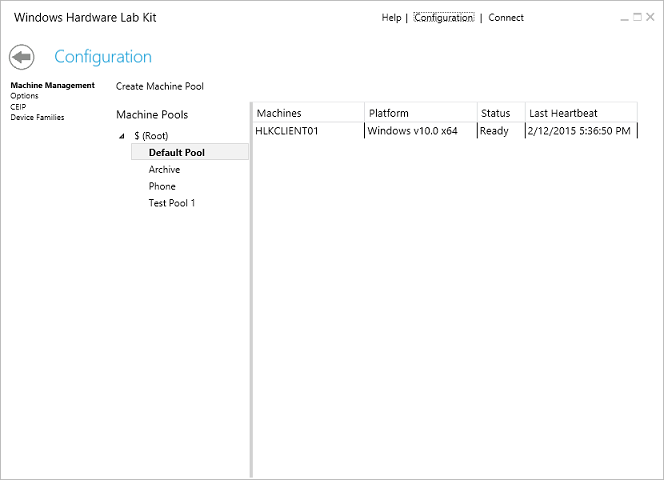 Windows Hardware Lab Kit
Help | Configuration | Connect
Configuration
Machine Management
Options
CEIP
Device Families
Create Machine Pool
Machine Pools
$ (Root)
Default Pool
Archive
Phone
Test Pool 1
Machines Platform Status Last Heartbeat
HLKCLIENT01 Windows v10.0 x64 Ready 2/12/2015 5:36:50 PM